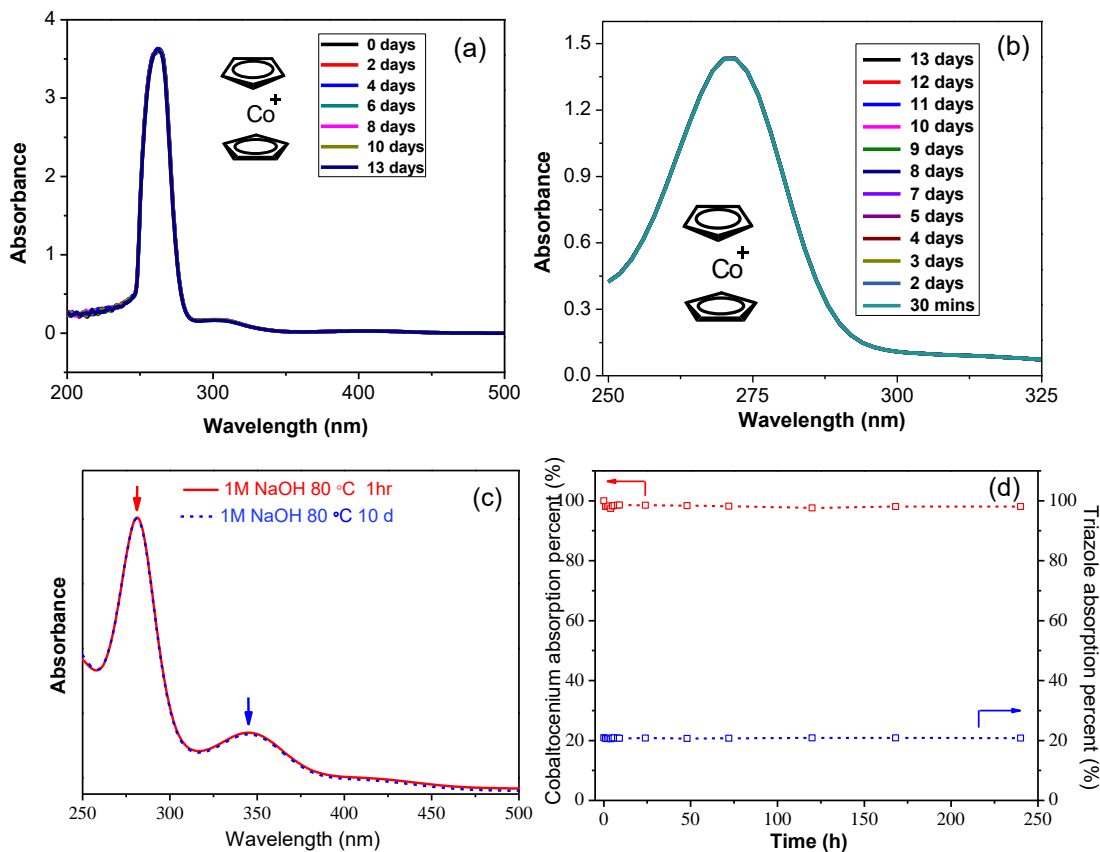 (a)
4
3
2
1
0
Absorbance
0 days
2 days
4 days
6 days
8 days
10 days
13 days
Co
+
200 300 400 500
Wavelength (nm)
(b)
1.5
1.2
0.9
0.6
0.3
0.0
Absorbance
13 days
12 days
11 days
10 days
9 days
8 days
7 days
5 days
4 days
3 days
2 days
30 mins
Co
+
250 275 300 325
Wavelength (nm)
(c)
1M NaOH 80 °C 1hr
1M NaOH 80 °C 10 d
Absorbance
250 300 350 400 450 500
Wavelength (nm)
(d)
Cobaltocenium absorption percent (%)
100
80
60
40
20
0
100
80
60
40
20
0
Triazole absorption percent (%)
0 50 100 150 200 250
Time (h)